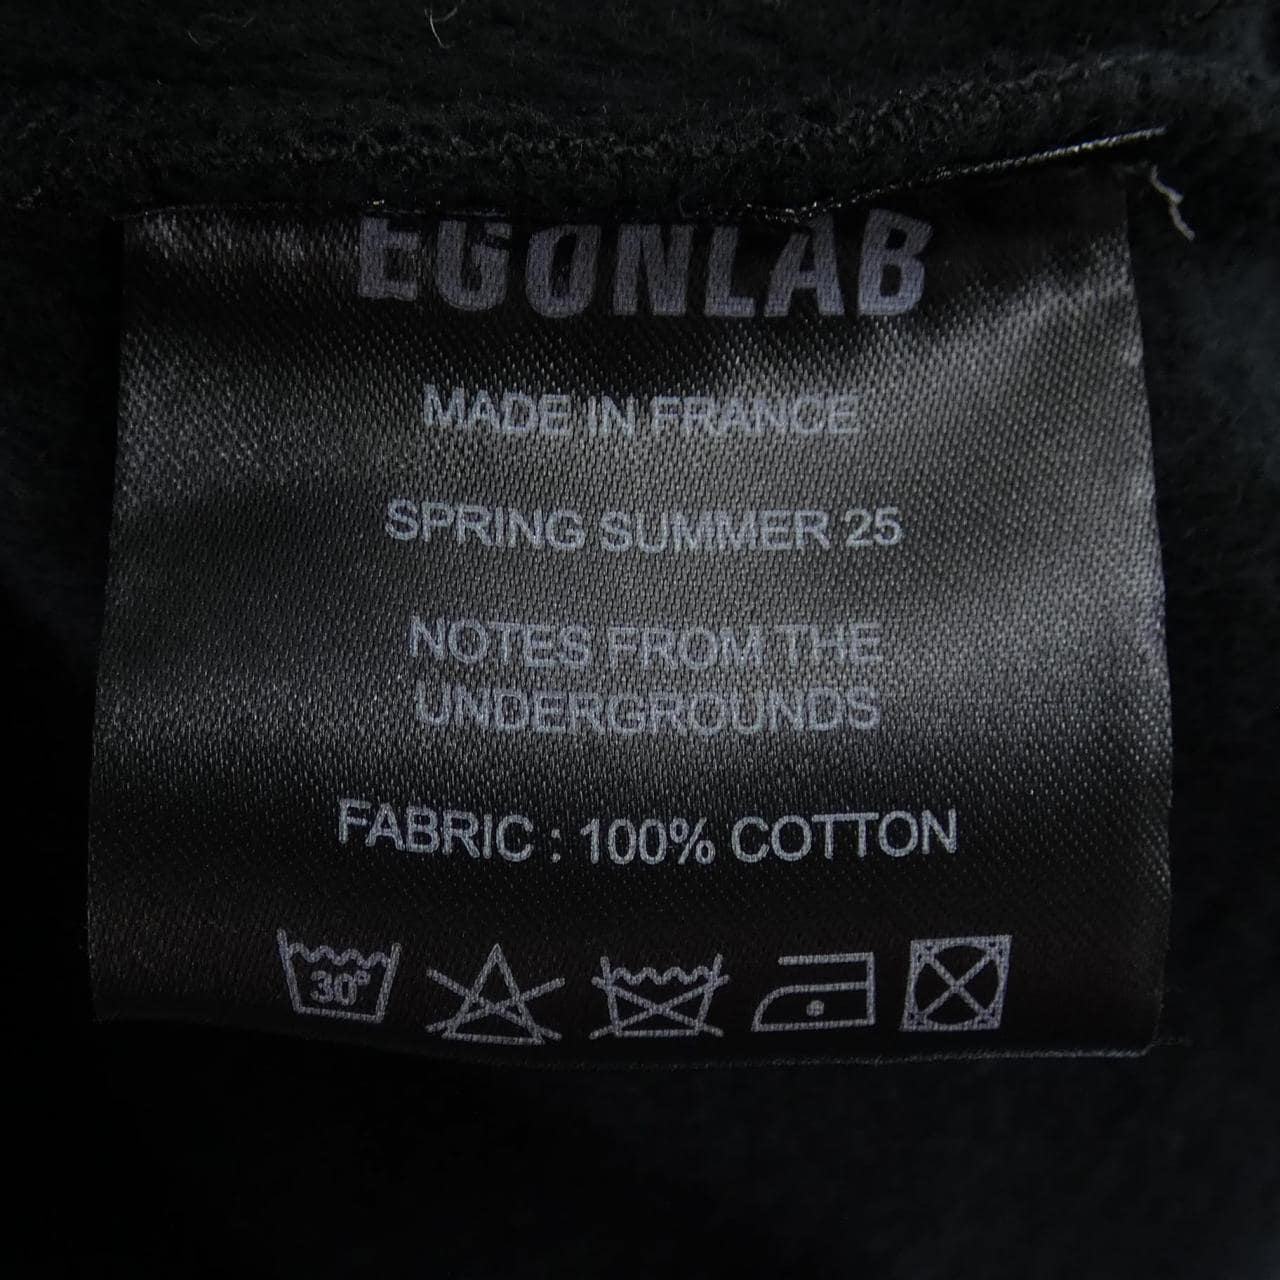 EGONLAB
MADE IN FRANCE
SPRING SUMMER 25
NOTES FROM THE
UNDERGROUNDS
FABRIC : 100% COTTON
30°